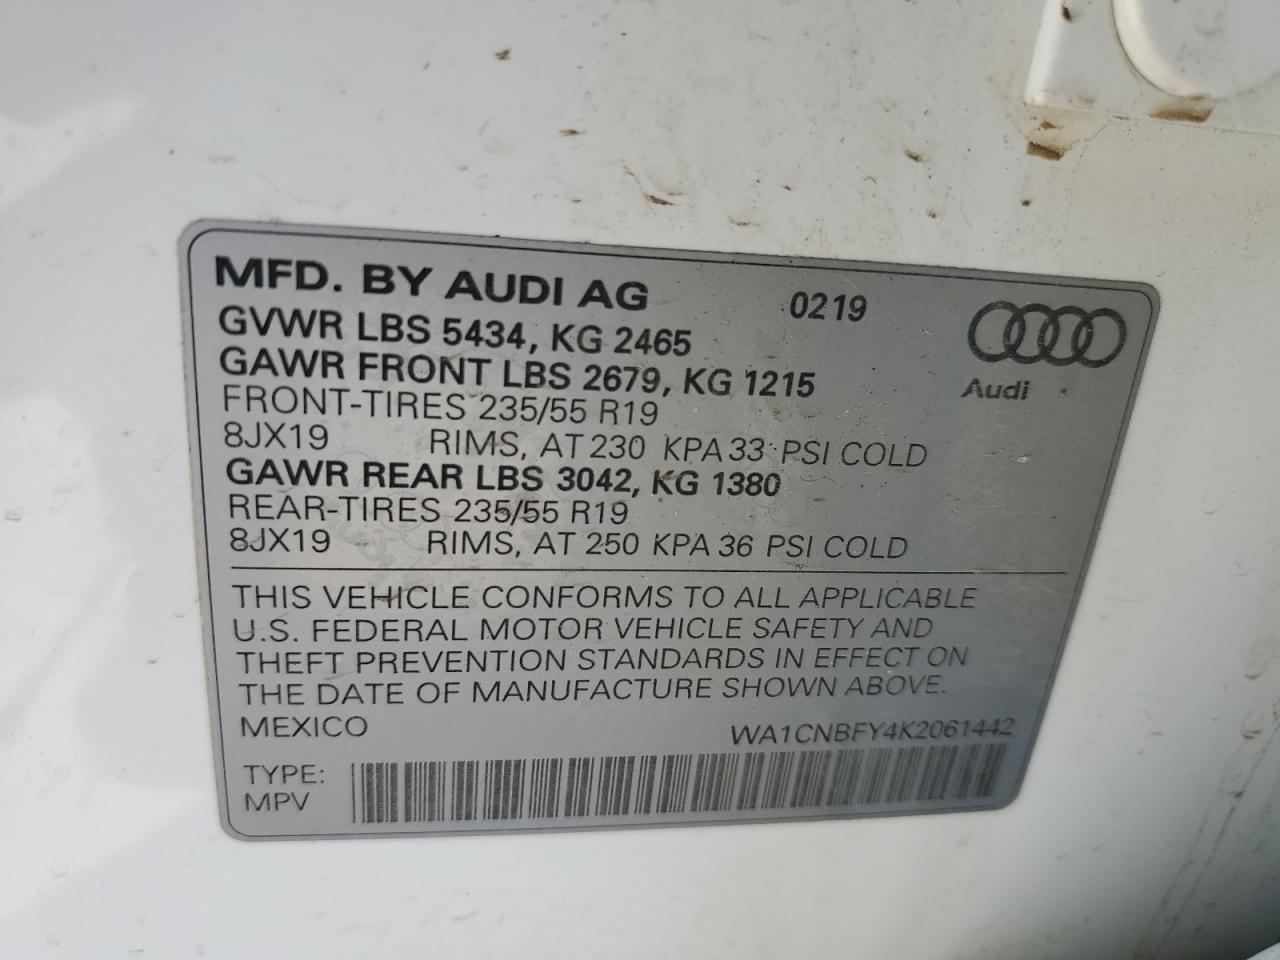 MFD. BY AUDI AG 0219
GVWR LBS 5434, KG 2465
GAWR FRONT LBS 2679, KG 1215
Audi
FRONT-TIRES 235/55 R19
8JX19 RIMS, AT 230 KPA 33 PSI COLD
GAWR REAR LBS 3042, KG 1380
REAR-TIRES 235/55 R19
8JX19 RIMS, AT 250 KPA 36 PSI COLD
THIS VEHICLE CONFORMS TO ALL APPLICABLE
U.S. FEDERAL MOTOR VEHICLE SAFETY AND
THEFT PREVENTION STANDARDS IN EFFECT ON
THE DATE OF MANUFACTURE SHOWN ABOVE.
MEXICO WA1CNBFY4K2061442
TYPE:
MPV